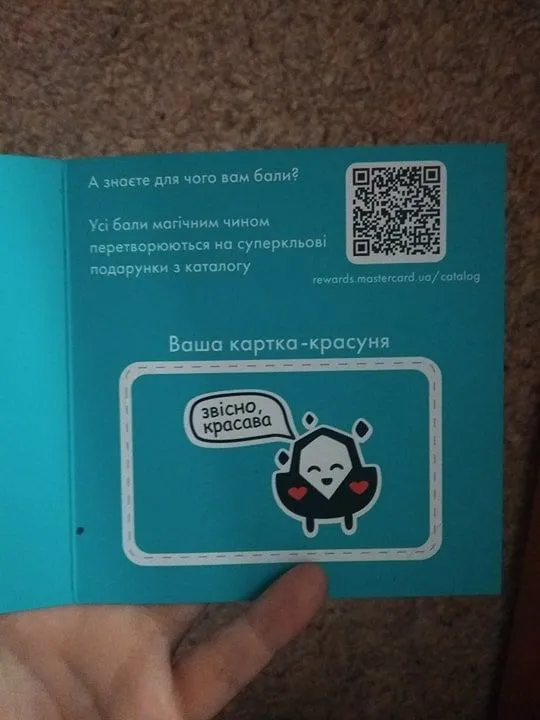 А знаєте для чого вам бали?
Усі бали магічним чином
перетворюються на суперкльові
подарунки з каталогу
rewards.mastercard.ua/catalog
Ваша картка-красуня
звісно,
красава